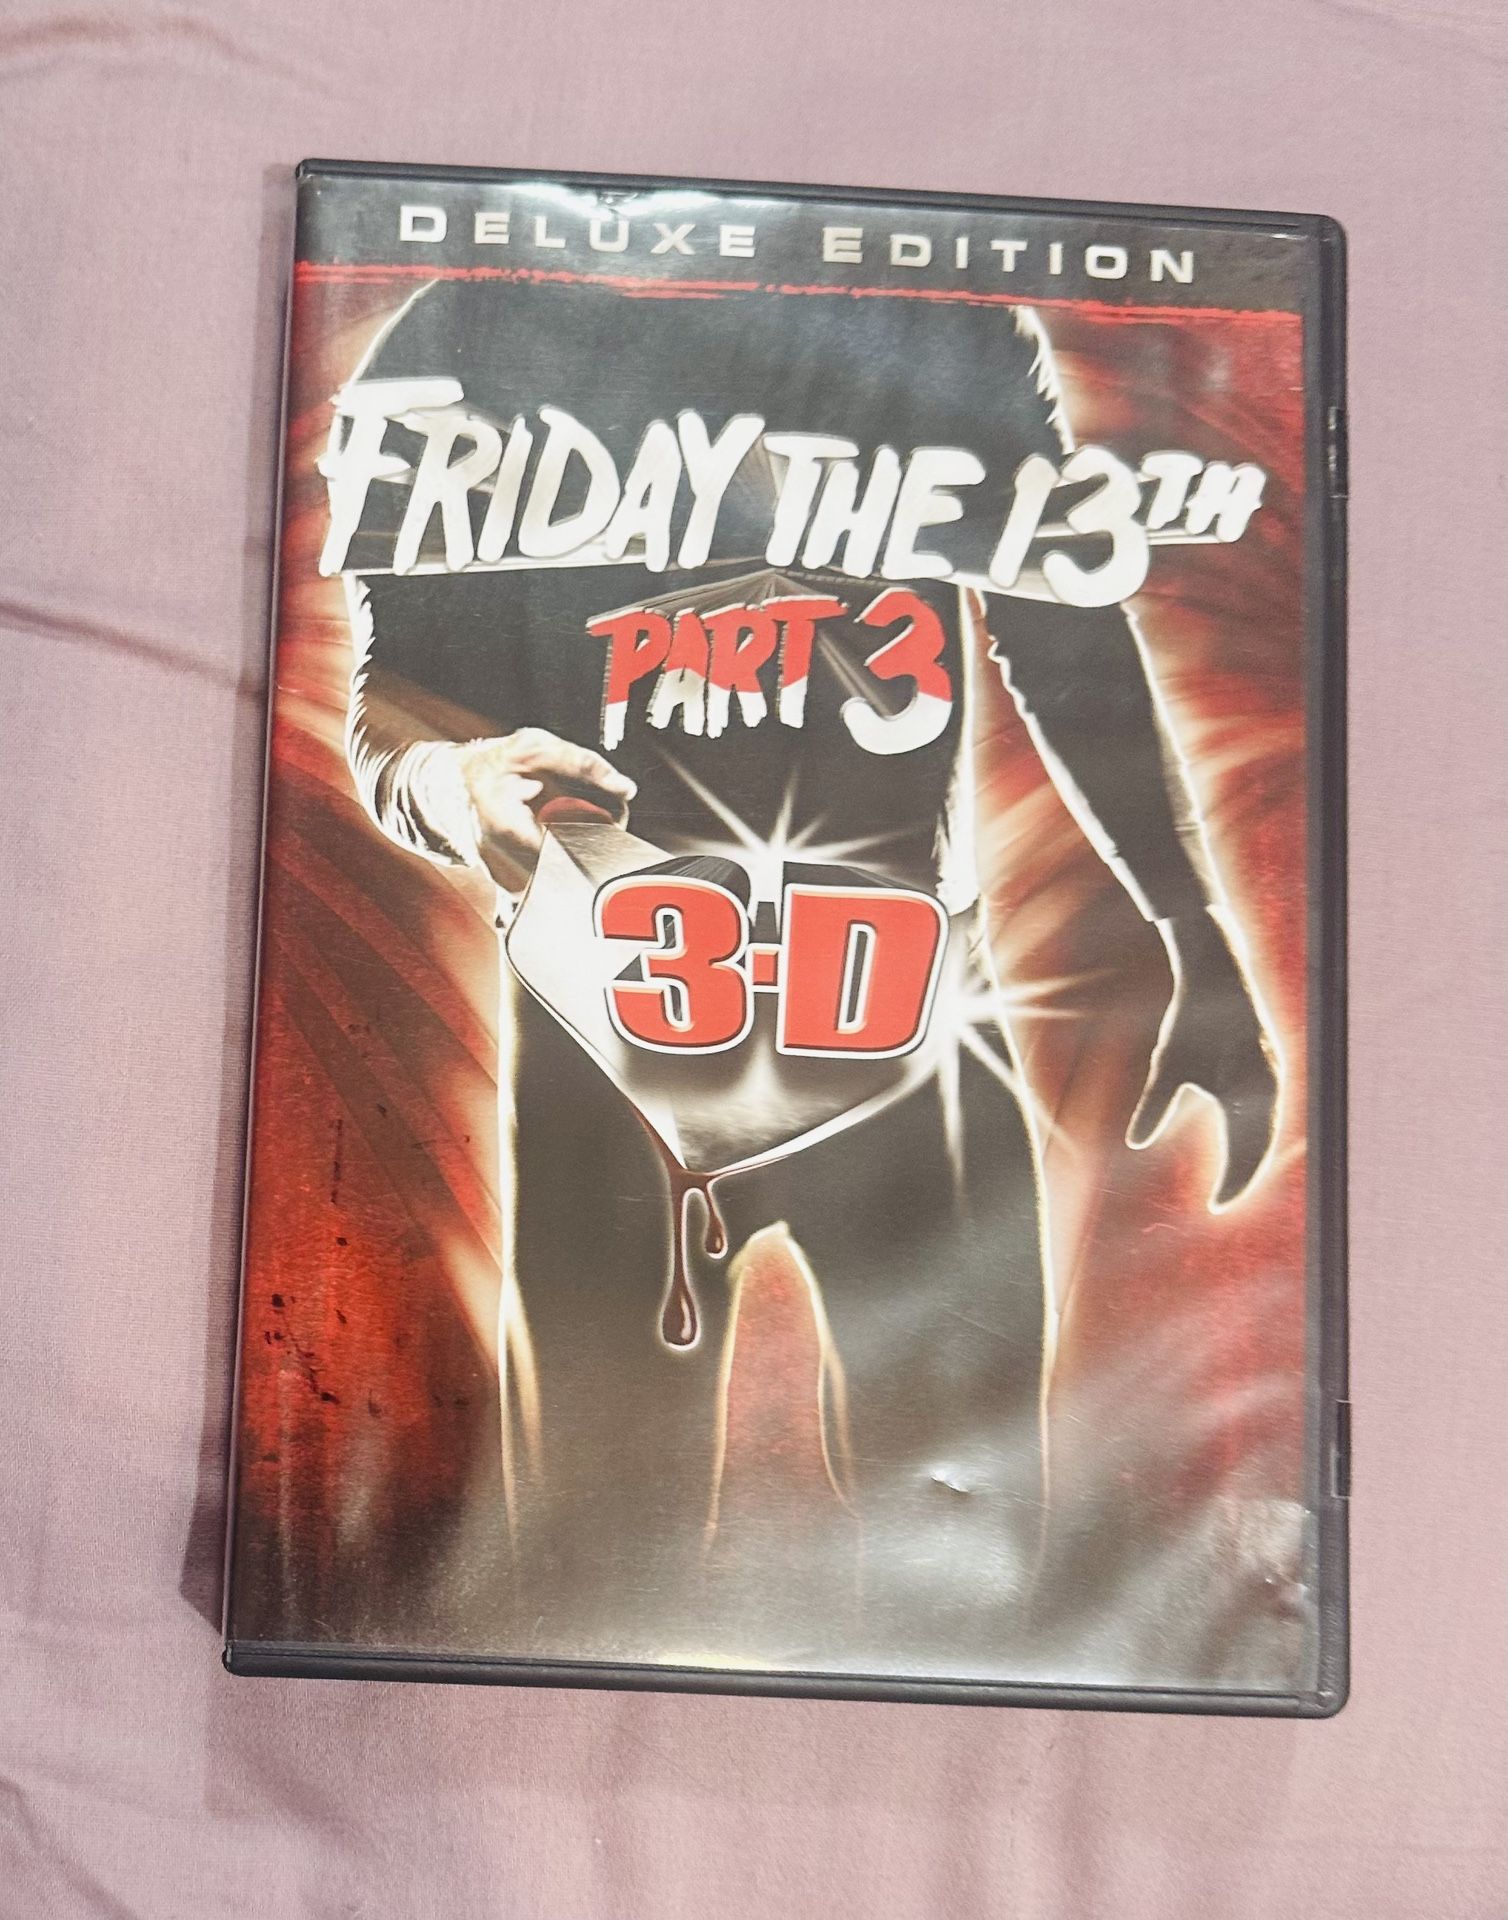 DELUXE EDITION
FRIDAY THE 13TH
PART 3
3-D